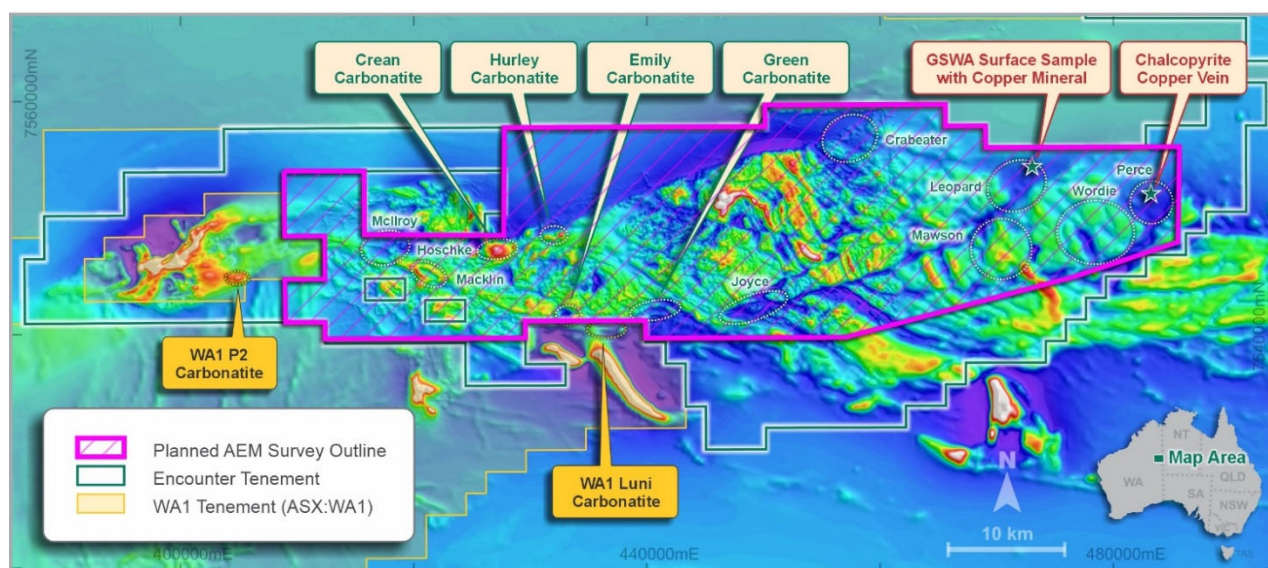 Crean
Carbonatite
Hurley
Carbonatite
Emily
Carbonatite
Green
Carbonatite
GSWA Surface Sample
with Copper Mineral
Chalcopyrite
Copper Vein
7560000mN
Crabeater
Leopard
Perce
Wordie
McIlroy
Hoschke
Mawson
Macklin
Joyce
WA1 P2
Carbonatite
7540000mN
WA1 Luni
Carbonatite
Planned AEM Survey Outline
Encounter Tenement
WA1 Tenement (ASX:WA1)
N
10 km
NT
Map Area
WA
QLD
SA
NSW
VIC
TAS
400000mE
440000mE
480000mE